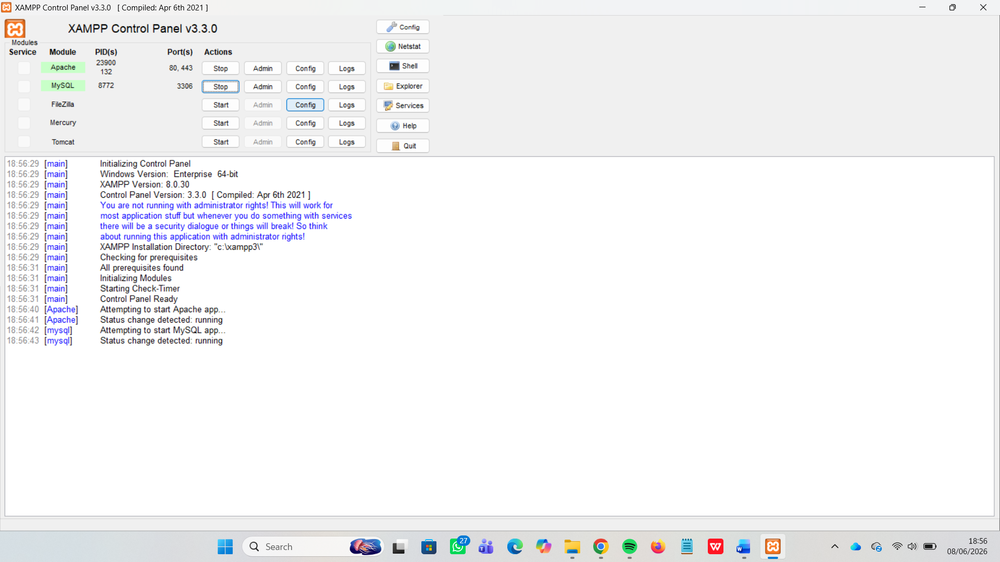 XAMPP Control Panel v3.3.0 [ Compiled: Apr 6th 2021 ]
XAMPP Control Panel v3.3.0
Config
Modules
Service Module PID(s) Port(s) Actions
Netstat
Apache 23900 132 80, 443 Stop Admin Config Logs
Shell
MySQL 8772 3306 Stop Admin Config Logs
Explorer
FileZilla Start Admin Config Logs
Services
Mercury Start Admin Config Logs
Help
Tomcat Start Admin Config Logs
Quit
18:56:29 [main] Initializing Control Panel
18:56:29 [main] Windows Version: Enterprise 64-bit
18:56:29 [main] XAMPP Version: 8.0.30
18:56:29 [main] Control Panel Version: 3.3.0 [ Compiled: Apr 6th 2021 ]
18:56:29 [main] You are not running with administrator rights! This will work for
18:56:29 [main] most application stuff but whenever you do something with services
18:56:29 [main] there will be a security dialogue or things will break! So think
18:56:29 [main] about running this application with administrator rights!
18:56:29 [main] XAMPP Installation Directory: "c:\xampp3\"
18:56:29 [main] Checking for prerequisites
18:56:31 [main] All prerequisites found
18:56:31 [main] Initializing Modules
18:56:31 [main] Starting Check-Timer
18:56:31 [main] Control Panel Ready
18:56:40 [Apache] Attempting to start Apache app...
18:56:41 [Apache] Status change detected: running
18:56:42 [mysql] Attempting to start MySQL app...
18:56:43 [mysql] Status change detected: running
Search
27
18:56
08/06/2026